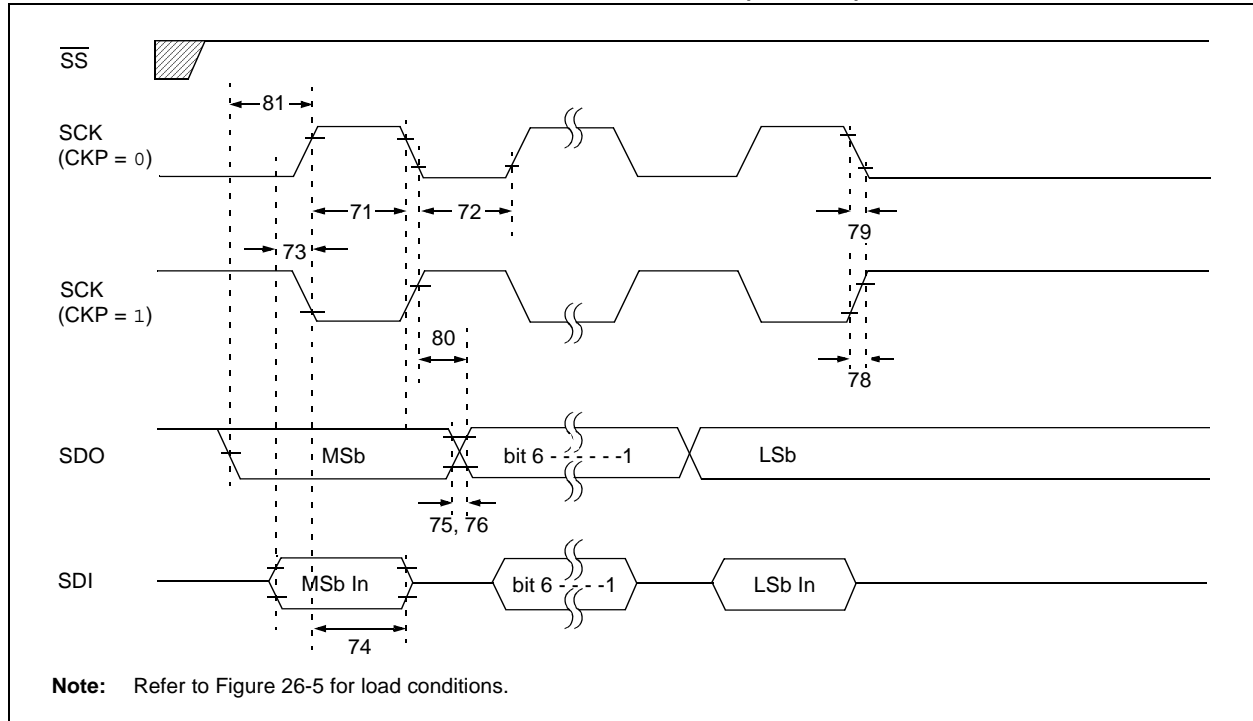 SS
81
SCK
(CKP = 0)
71
72
79
73
SCK
(CKP = 1)
80
78
SDO
MSb
bit 6 - - - - - - -1
LSb
75, 76
SDI
MSb In
bit 6 - - - - -1
LSb In
74
Note: Refer to Figure 26-5 for load conditions.